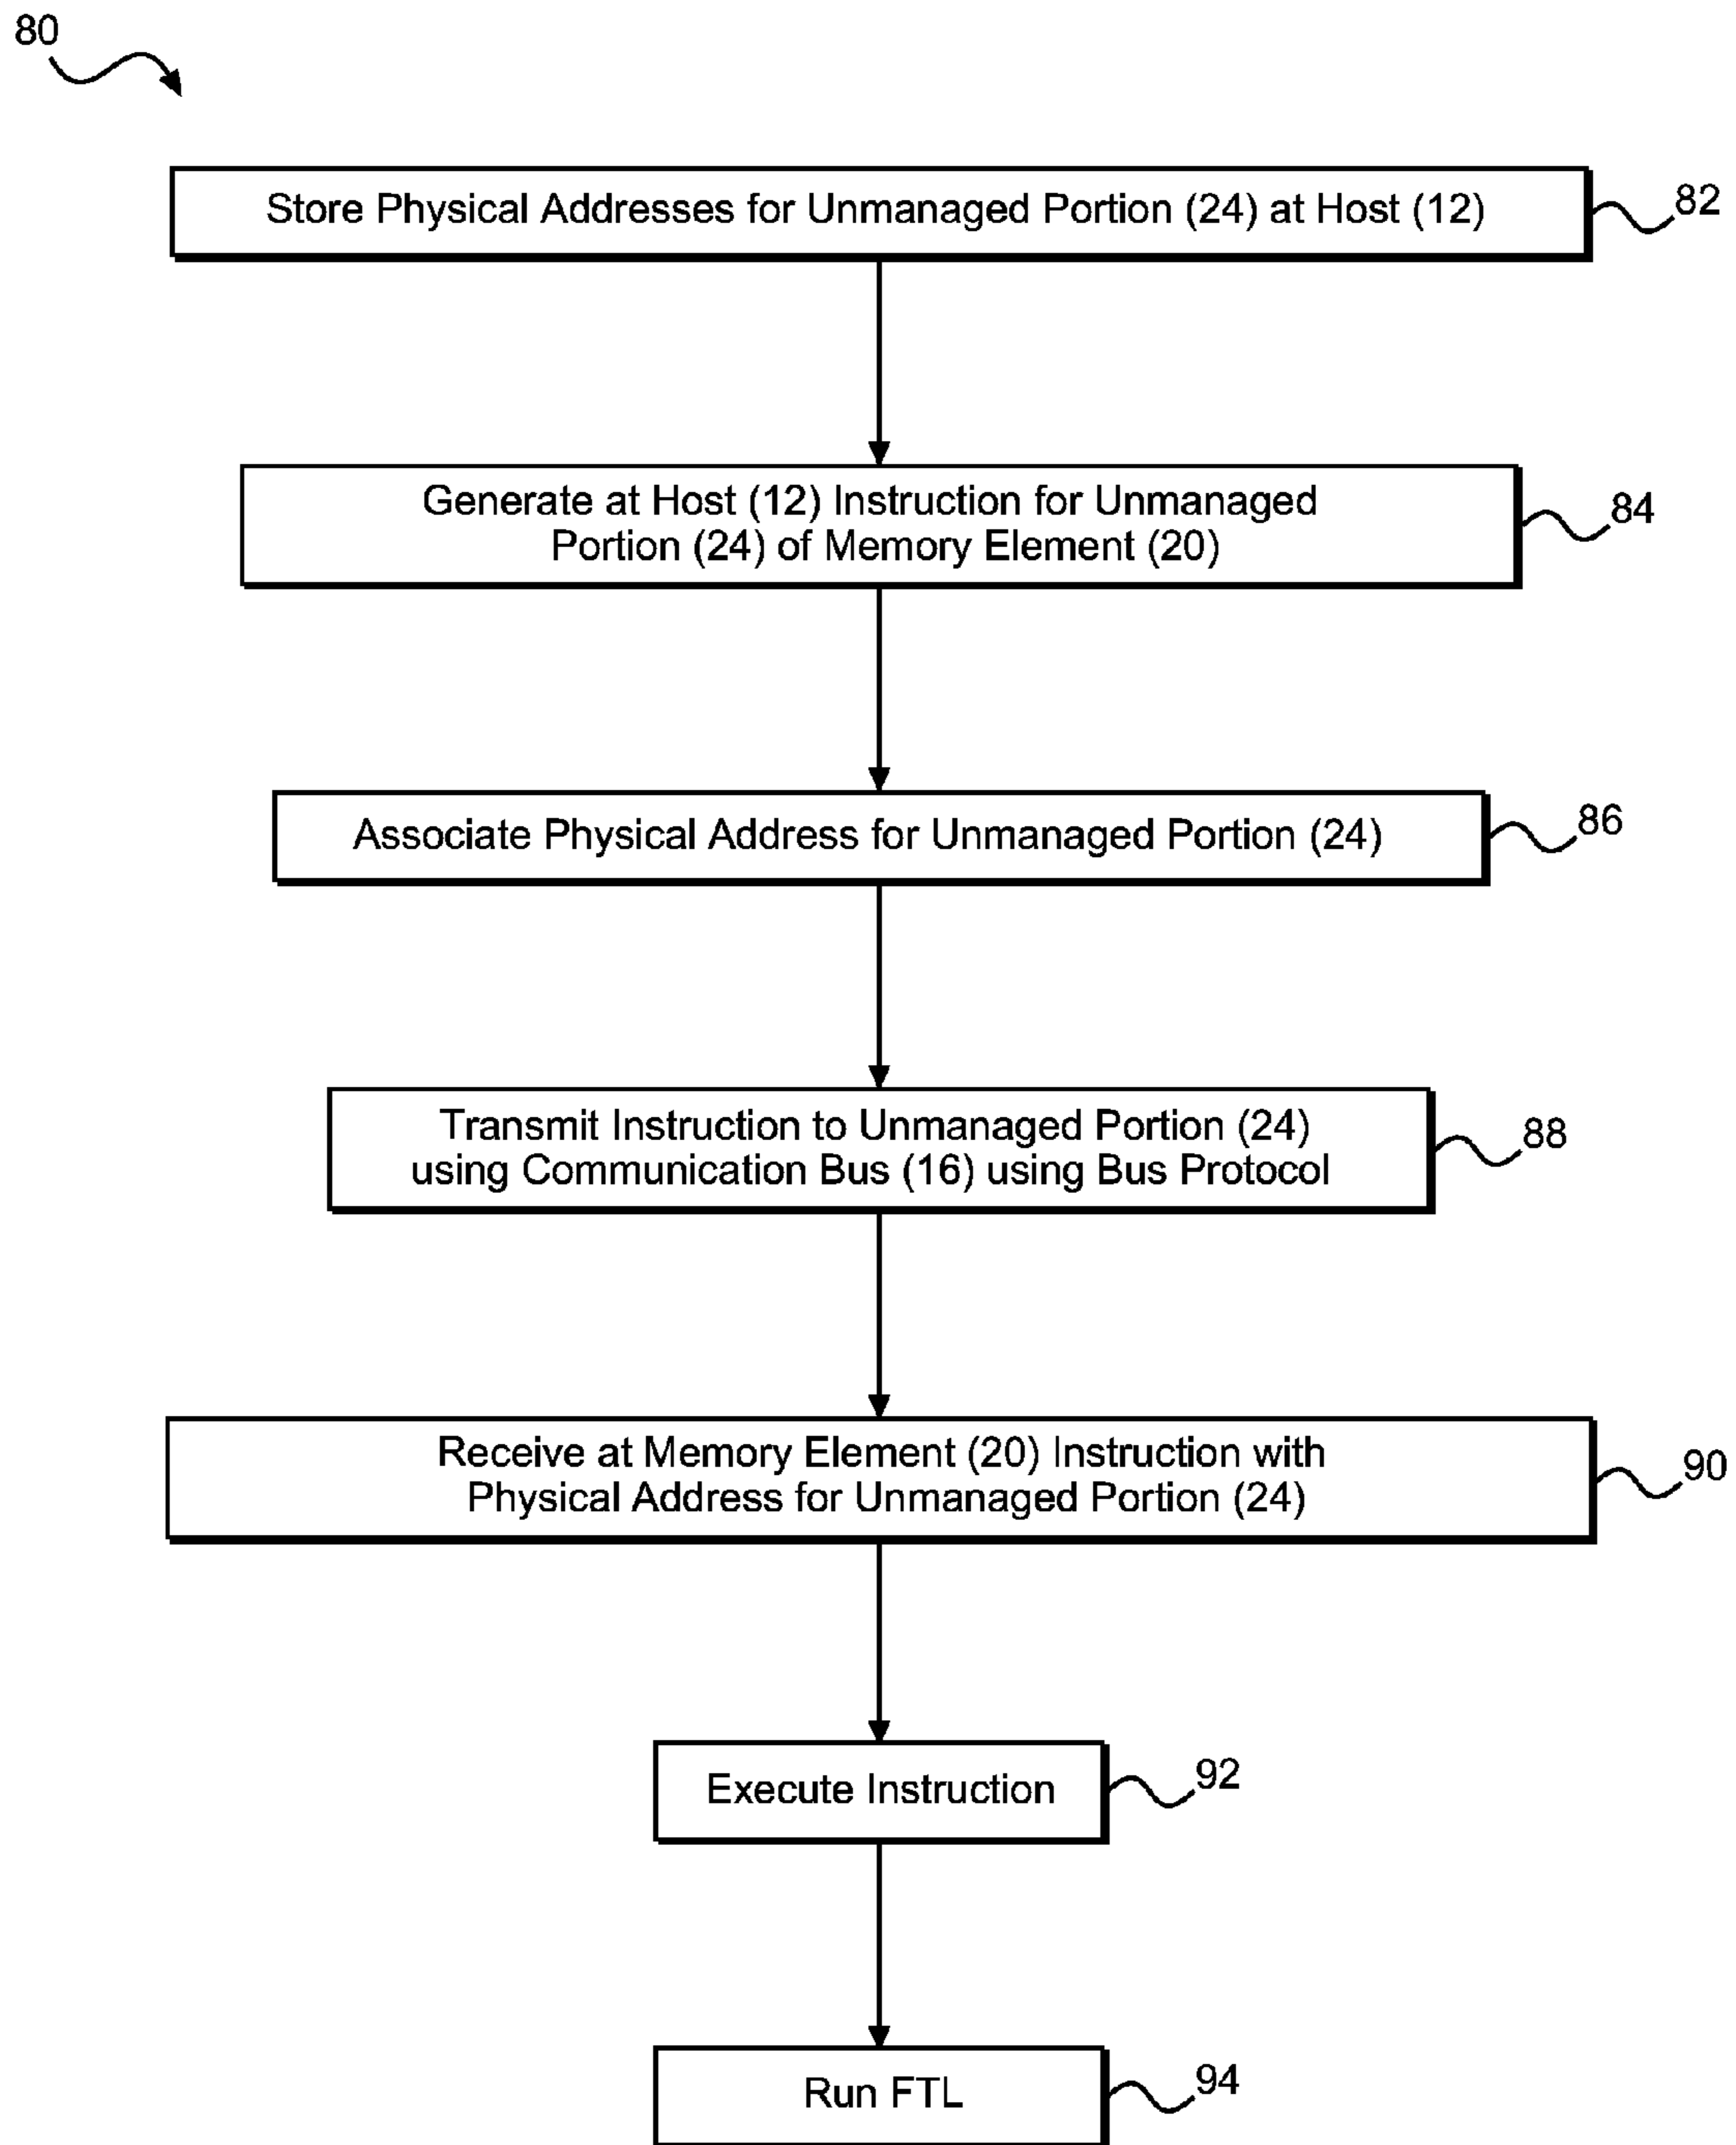 80
Store Physical Addresses for Unmanaged Portion (24) at Host (12)
82
Generate at Host (12) Instruction for Unmanaged
Portion (24) of Memory Element (20)
84
Associate Physical Address for Unmanaged Portion (24)
86
Transmit Instruction to Unmanaged Portion (24)
using Communication Bus (16) using Bus Protocol
88
Receive at Memory Element (20) Instruction with
Physical Address for Unmanaged Portion (24)
90
Execute Instruction
92
Run FTL
94